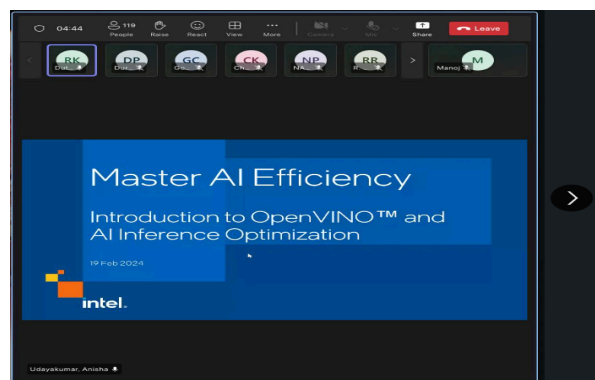 04:44
119
People
Raise
React
View
More
Camera
Mic
Share
Leave
RK
DP
GC
CK
NP
RR
M
Manoj
Master AI Efficiency
Introduction to OpenVINO™ and
AI Inference Optimization
19 Feb 2024
intel.
Udayakumar, Anisha